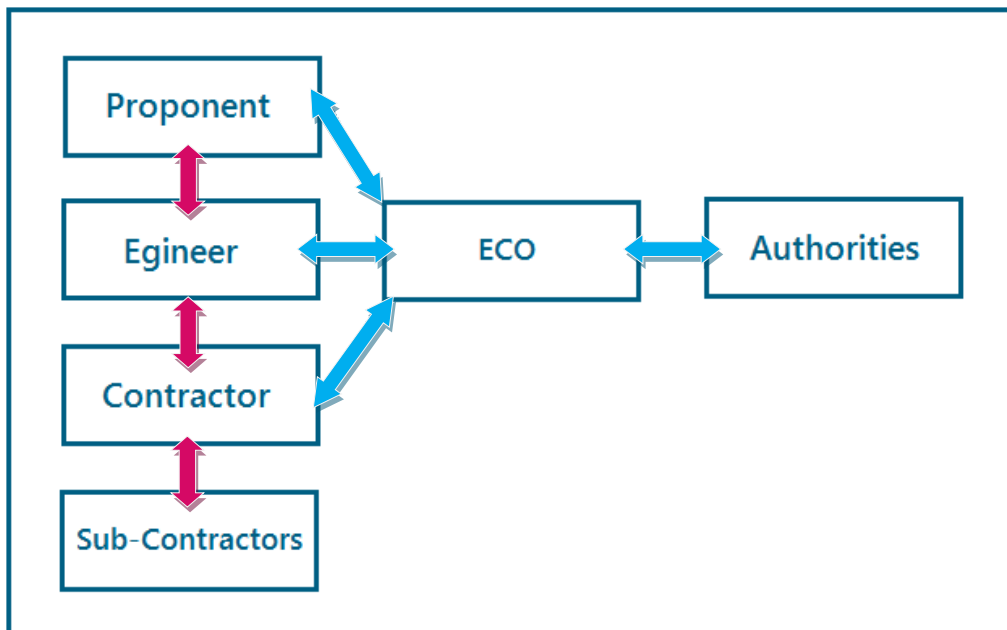 Proponent
Egineer
ECO
Authorities
Contractor
Sub-Contractors